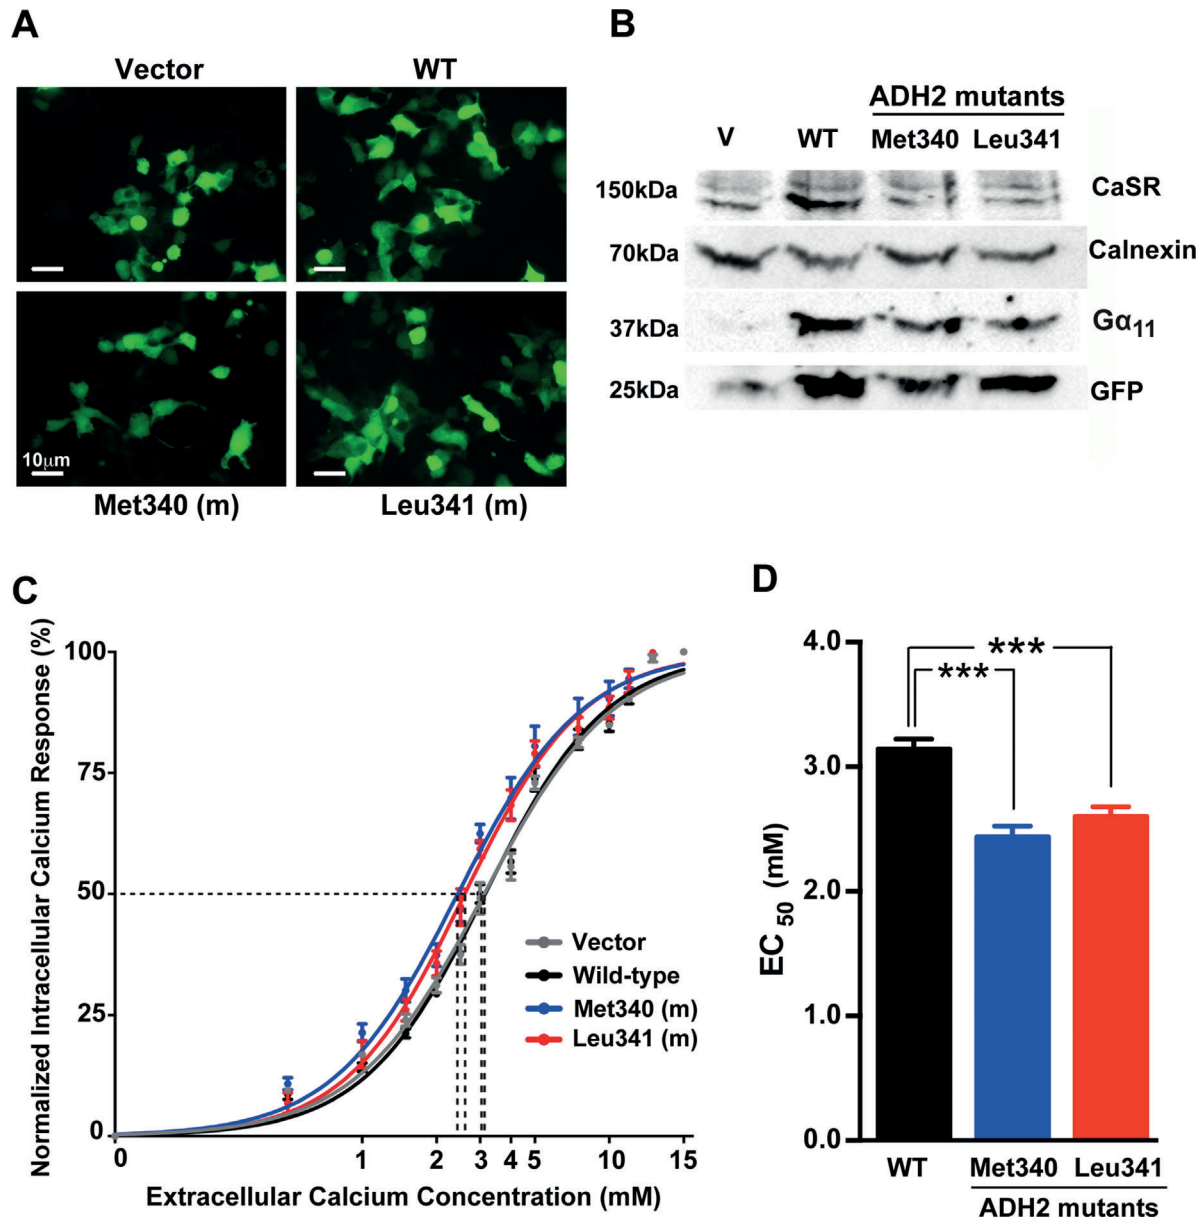 A
Vector
WT
10μm
Met340 (m)
Leu341 (m)
B
ADH2 mutants
V
WT
Met340
Leu341
150kDa
CaSR
70kDa
Calnexin
37kDa
Gα11
25kDa
GFP
C
Normalized Intracellular Calcium Response (%)
100
75
50
25
0
Vector
Wild-type
Met340 (m)
Leu341 (m)
0 1 2 3 4 5 10 15
Extracellular Calcium Concentration (mM)
D
EC50 (mM)
4.0
3.0
2.0
1.0
0.0
***
***
WT
Met340
Leu341
ADH2 mutants